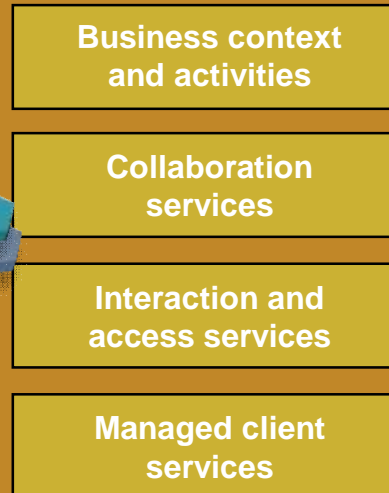 Business context
and activities
Collaboration
services
Interaction and
access services
Managed client
services